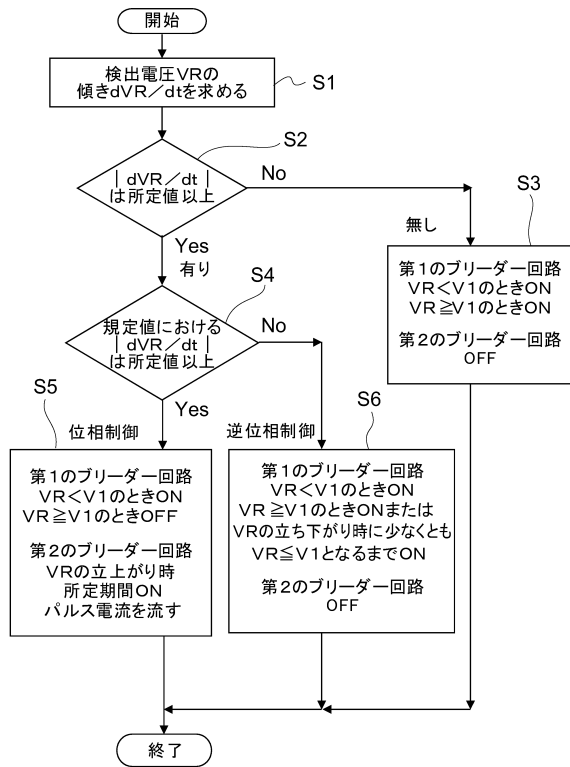 開始
検出電圧VRの
傾きdVR／dtを求める
S1
S2
｜dVR／dt｜
は所定値以上
No
S3
無し
Yes
有り
第1のブリーダー回路
VR＜V1のときON
VR≧V1のときON
第2のブリーダー回路
OFF
S4
規定値における
｜dVR／dt｜
は所定値以上
No
Yes
S5
位相制御
第1のブリーダー回路
VR＜V1のときON
VR≧V1のときOFF
第2のブリーダー回路
VRの立上がり時
所定期間ON
パルス電流を流す
逆位相制御
S6
第1のブリーダー回路
VR＜V1のときON
VR≧V1のときONまたは
VRの立ち下がり時に少なくとも
VR≦V1となるまでON
第2のブリーダー回路
OFF
終了